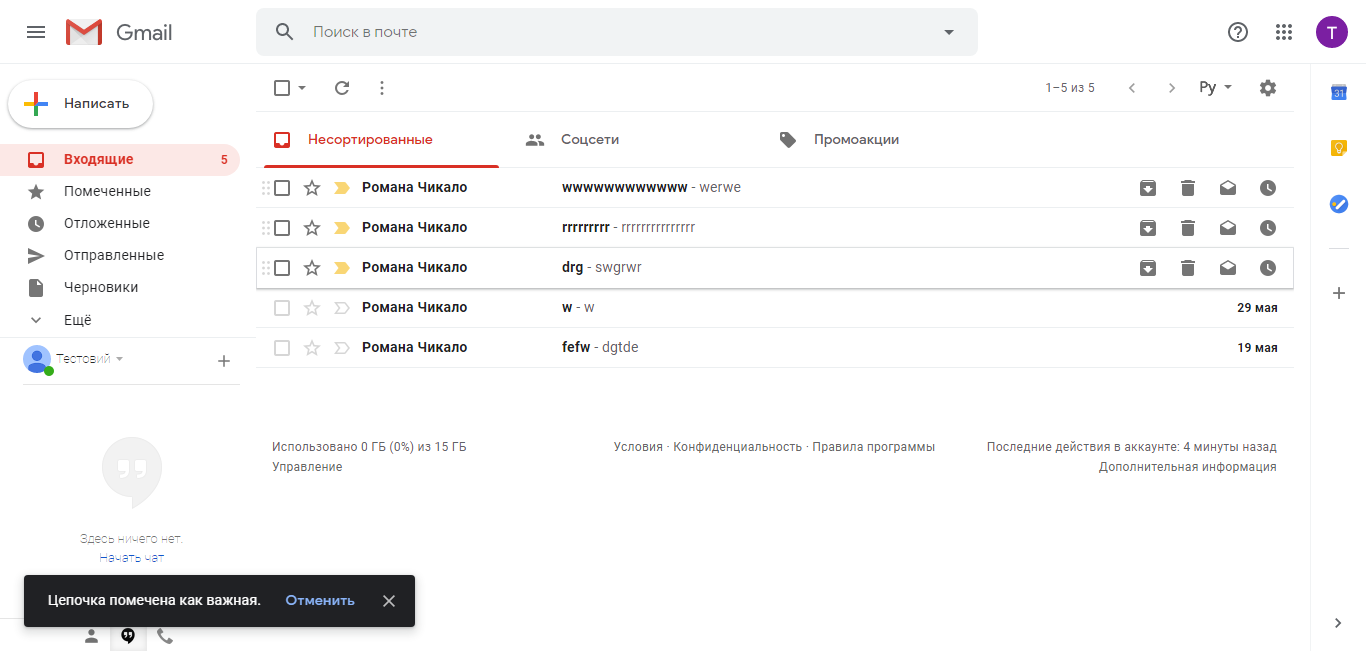 Gmail
Поиск в почте
T
Написать
1–5 из 5
Ру
31
Несортированные
Соцсети
Промоакции
Входящие 5
Помеченные
Отложенные
Отправленные
Черновики
Ещё
Тестовий
Романа Чикало wwwwwwwwwwww - werwe
Романа Чикало rrrrrrrrr - rrrrrrrrrrrrrrr
Романа Чикало drg - swgrwr
Романа Чикало w - w 29 мая
Романа Чикало fefw - dgtde 19 мая
Использовано 0 ГБ (0%) из 15 ГБ
Управление
Условия · Конфиденциальность · Правила программы
Последние действия в аккаунте: 4 минуты назад
Дополнительная информация
Здесь ничего нет.
Начать чат
Цепочка помечена как важная. Отменить